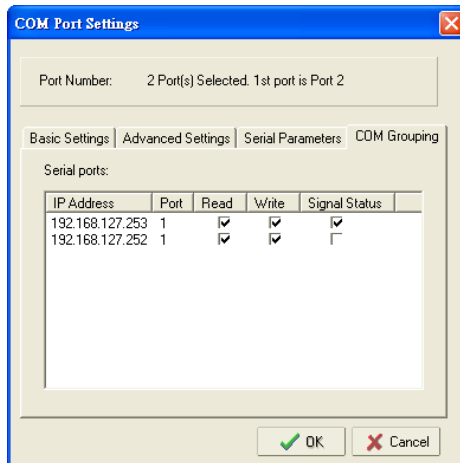 COM Port Settings
Port Number: 2 Port(s) Selected. 1st port is Port 2
Basic Settings Advanced Settings Serial Parameters COM Grouping
Serial ports:
IP Address Port Read Write Signal Status
192.168.127.253 1
192.168.127.252 1
OK Cancel